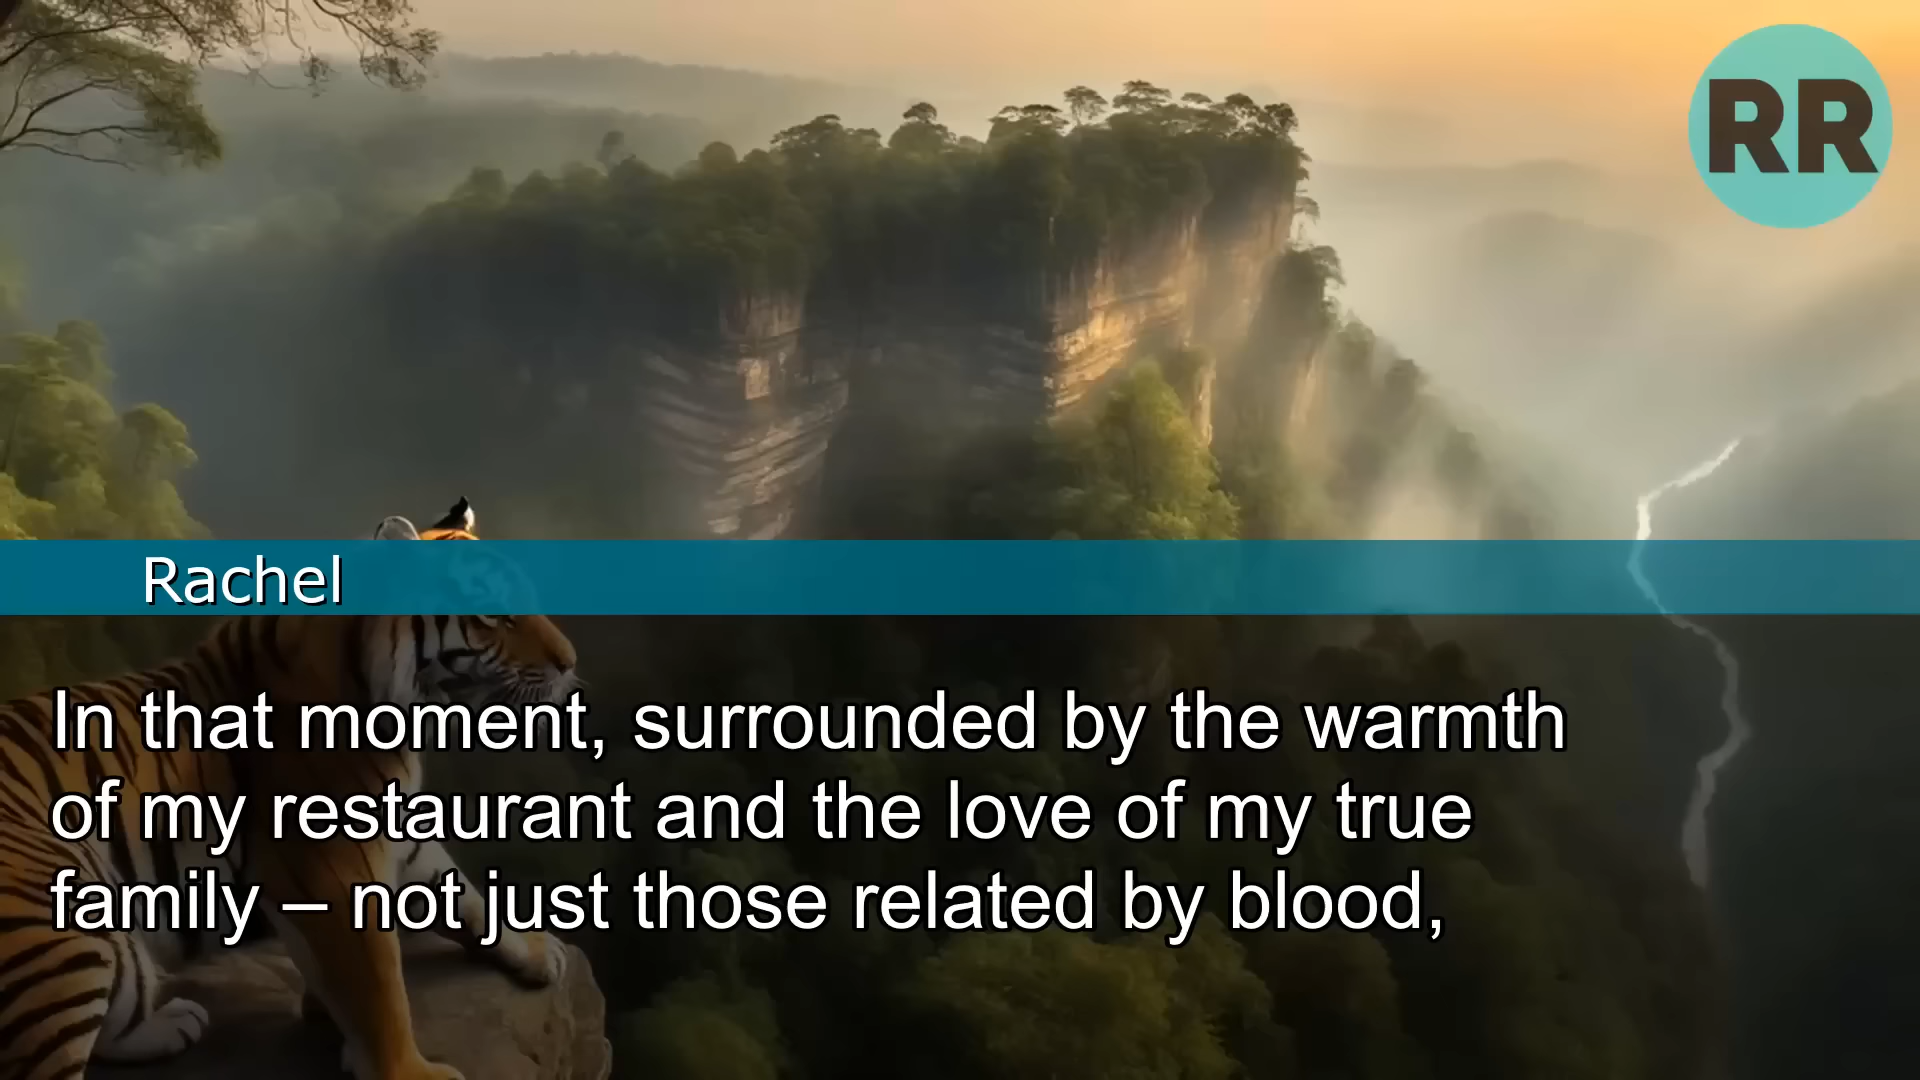 RR
Rachel
In that moment, surrounded by the warmth
of my restaurant and the love of my true
family – not just those related by blood,